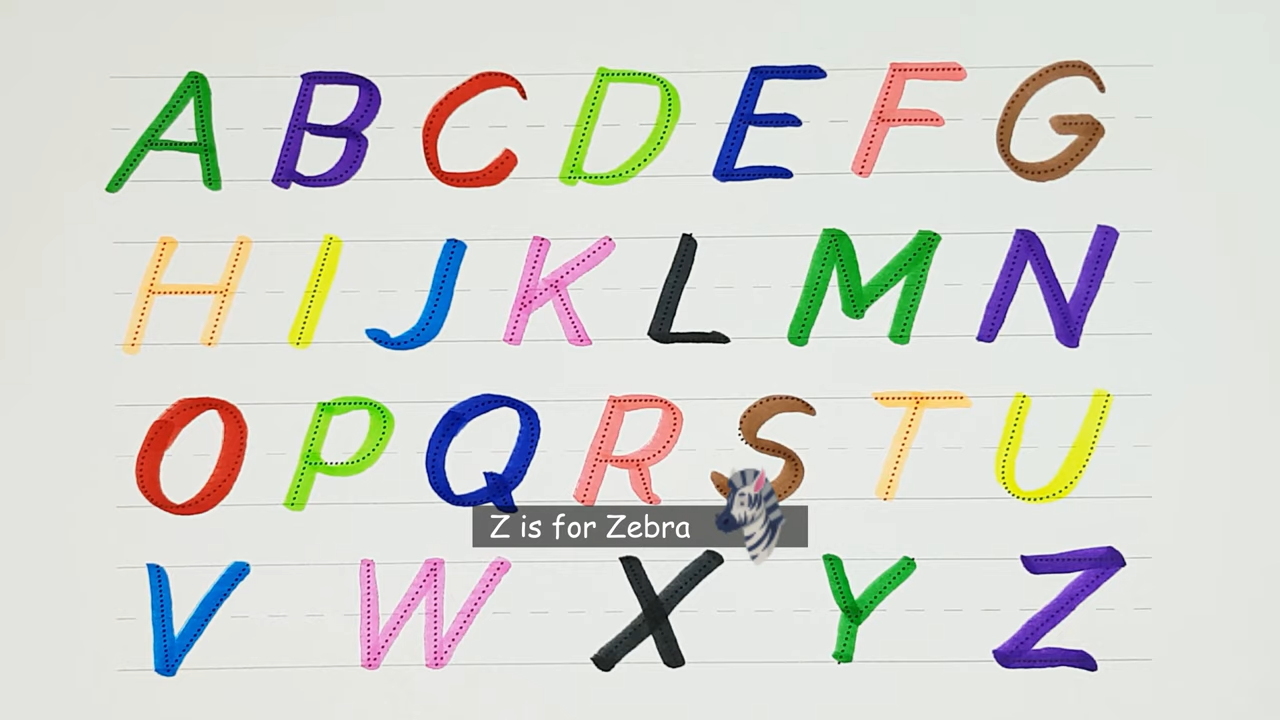 A B C D E F G
H I J K L M N
O P Q R S T U
Z is for Zebra
V W X Y Z